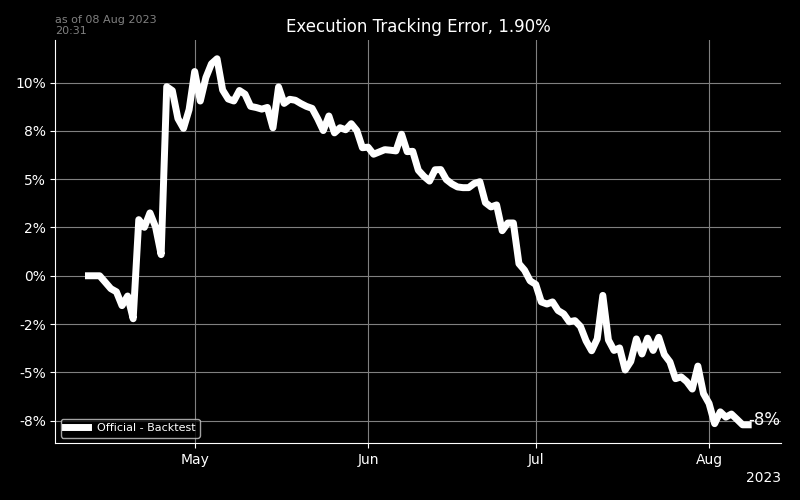 as of 08 Aug 2023
20:31
Execution Tracking Error, 1.90%
10%
8%
5%
2%
0%
-2%
-5%
-8%
-8%
Official - Backtest
May
Jun
Jul
Aug
2023